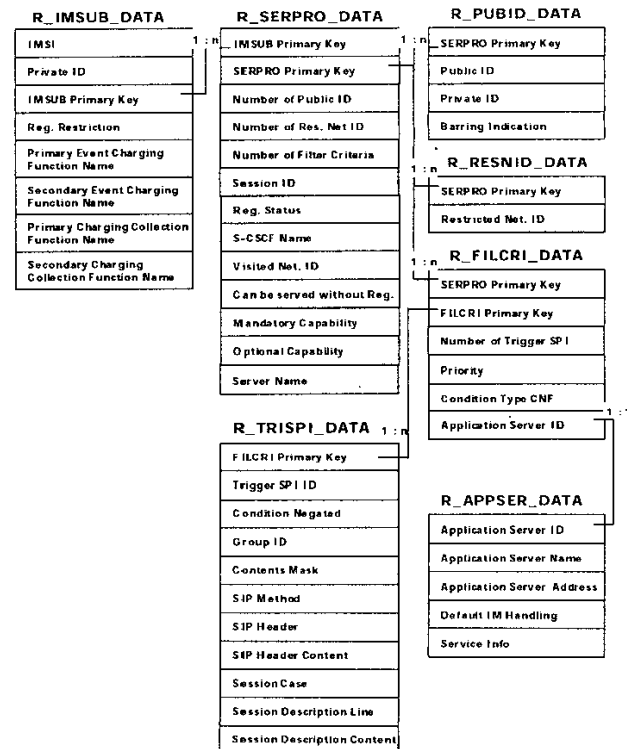 R_IMSUB_DATA
IMSI
Private ID
IMSUB Primary Key
Reg. Restriction
Primary Event Charging
Function Name
Secondary Event Charging
Function Name
Primary Charging Collection
Function Name
Secondary Charging
Collection Function Name
1 : n
R_SERPRO_DATA
IMSUB Primary Key
SERPRO Primary Key
Number of Public ID
Number of Res. Net ID
Number of Filter Criteria
Session ID
Reg. Status
S-CSCF Name
Visited Net. ID
Can be served without Reg.
Mandatory Capability
Optional Capability
Server Name
1 : n
R_PUBID_DATA
SERPRO Primary Key
Public ID
Private ID
Barring Indication
1 : n
R_RESNID_DATA
SERPRO Primary Key
Restricted Net. ID
1 : n
R_FILCRI_DATA
SERPRO Primary Key
FILCRI Primary Key
Number of Trigger SPI
Priority
Condition Type CNF
Application Server ID
R_TRISPI_DATA
1 : n
FILCRI Primary Key
Trigger SPI ID
Condition Negated
Group ID
Contents Mask
SIP Method
SIP Header
SIP Header Content
Session Case
Session Description Line
Session Description Content
R_APPSER_DATA
Application Server ID
Application Server Name
Application Server Address
Default IM Handling
Service Info